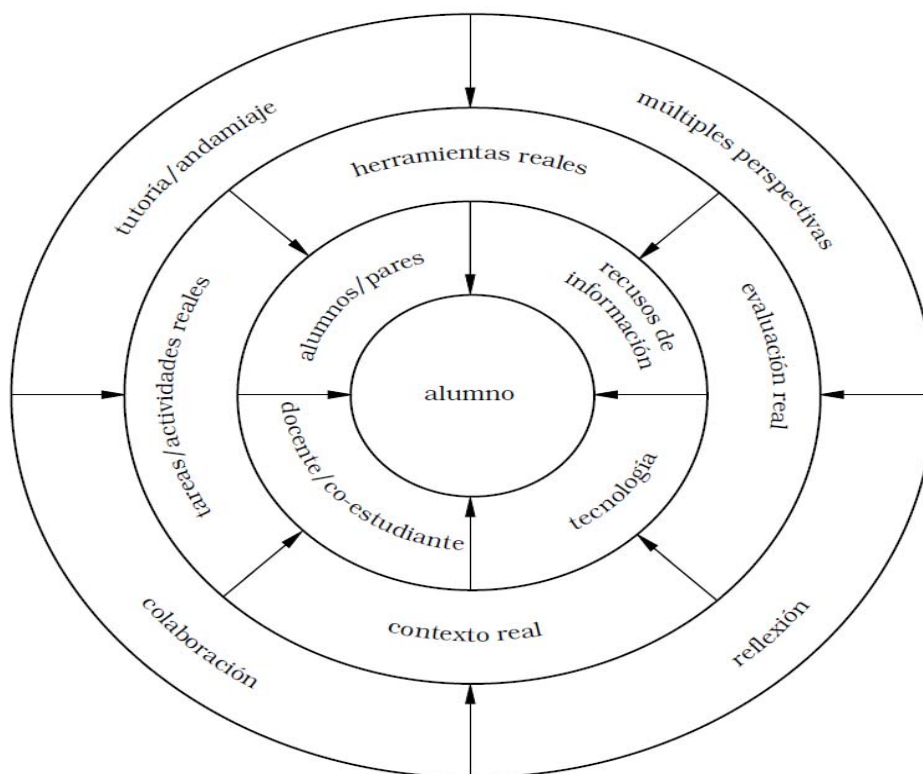 tutoría/andamiaje
múltiples perspectivas
herramientas reales
alumnos/pares
recusos de
información
tareas/actividades reales
evaluación real
alumno
docente/co-estudiante
tecnología
colaboración
contexto real
reflexión